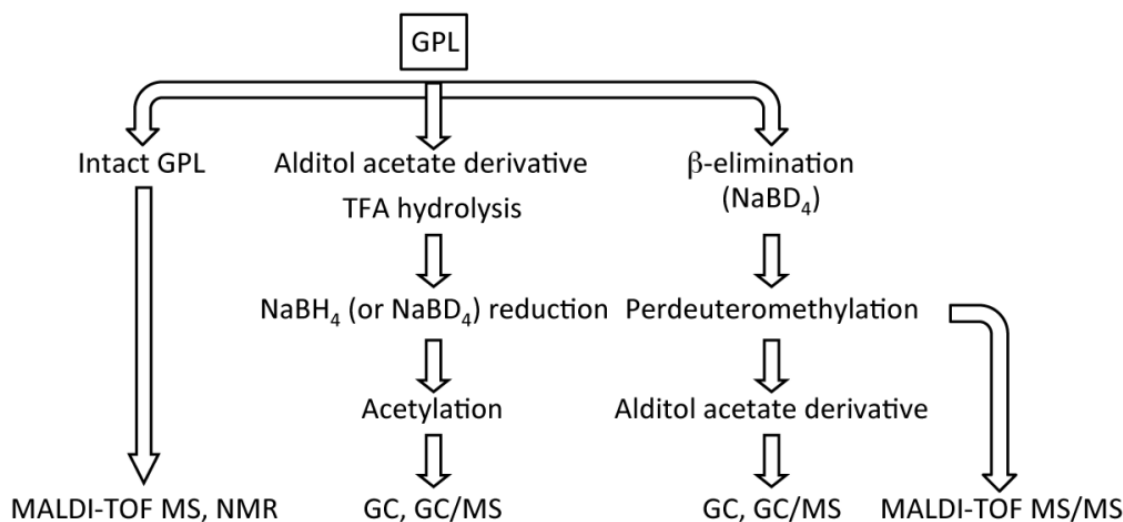 GPL
Intact GPL
Alditol acetate derivative
β-elimination
TFA hydrolysis
(NaBD₄)
NaBH₄ (or NaBD₄) reduction
Perdeuteromethylation
Acetylation
Alditol acetate derivative
MALDI-TOF MS, NMR
GC, GC/MS
GC, GC/MS
MALDI-TOF MS/MS